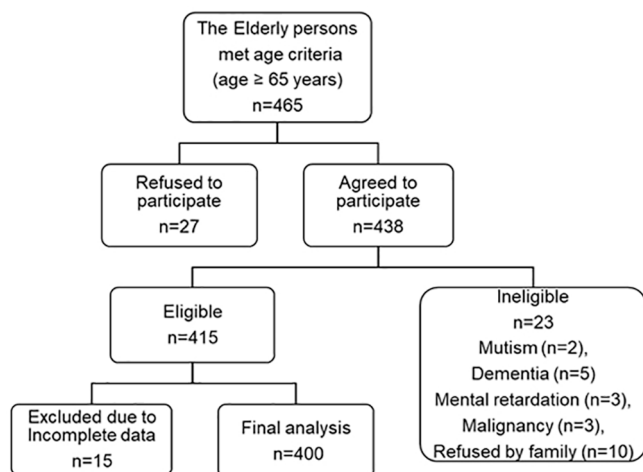 The Elderly persons
met age criteria
(age ≥ 65 years)
n=465
Refused to
participate
n=27
Agreed to
participate
n=438
Eligible
n=415
Ineligible
n=23
Mutism (n=2),
Dementia (n=5)
Mental retardation (n=3),
Malignancy (n=3),
Refused by family (n=10)
Excluded due to
Incomplete data
n=15
Final analysis
n=400